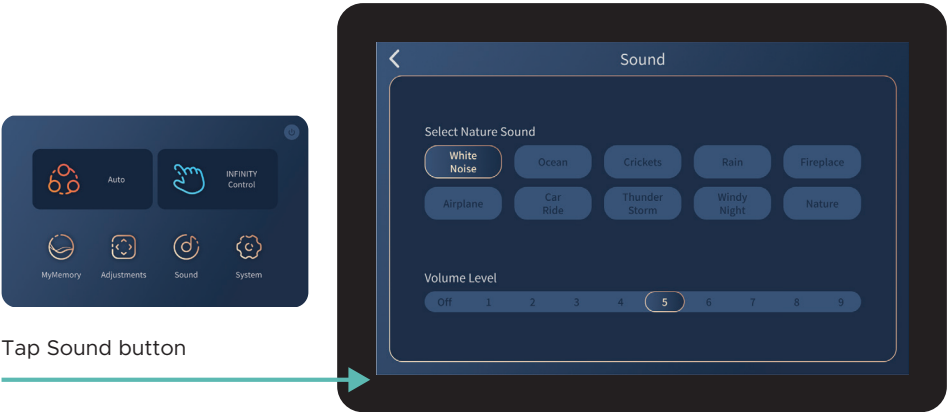 Auto
INFINITY
Control
MyMemory Adjustments Sound System
Tap Sound button
Sound
Select Nature Sound
White
Noise
Ocean
Crickets
Rain
Fireplace
Airplane
Car
Ride
Thunder
Storm
Windy
Night
Nature
Volume Level
Off 1 2 3 4 5 6 7 8 9